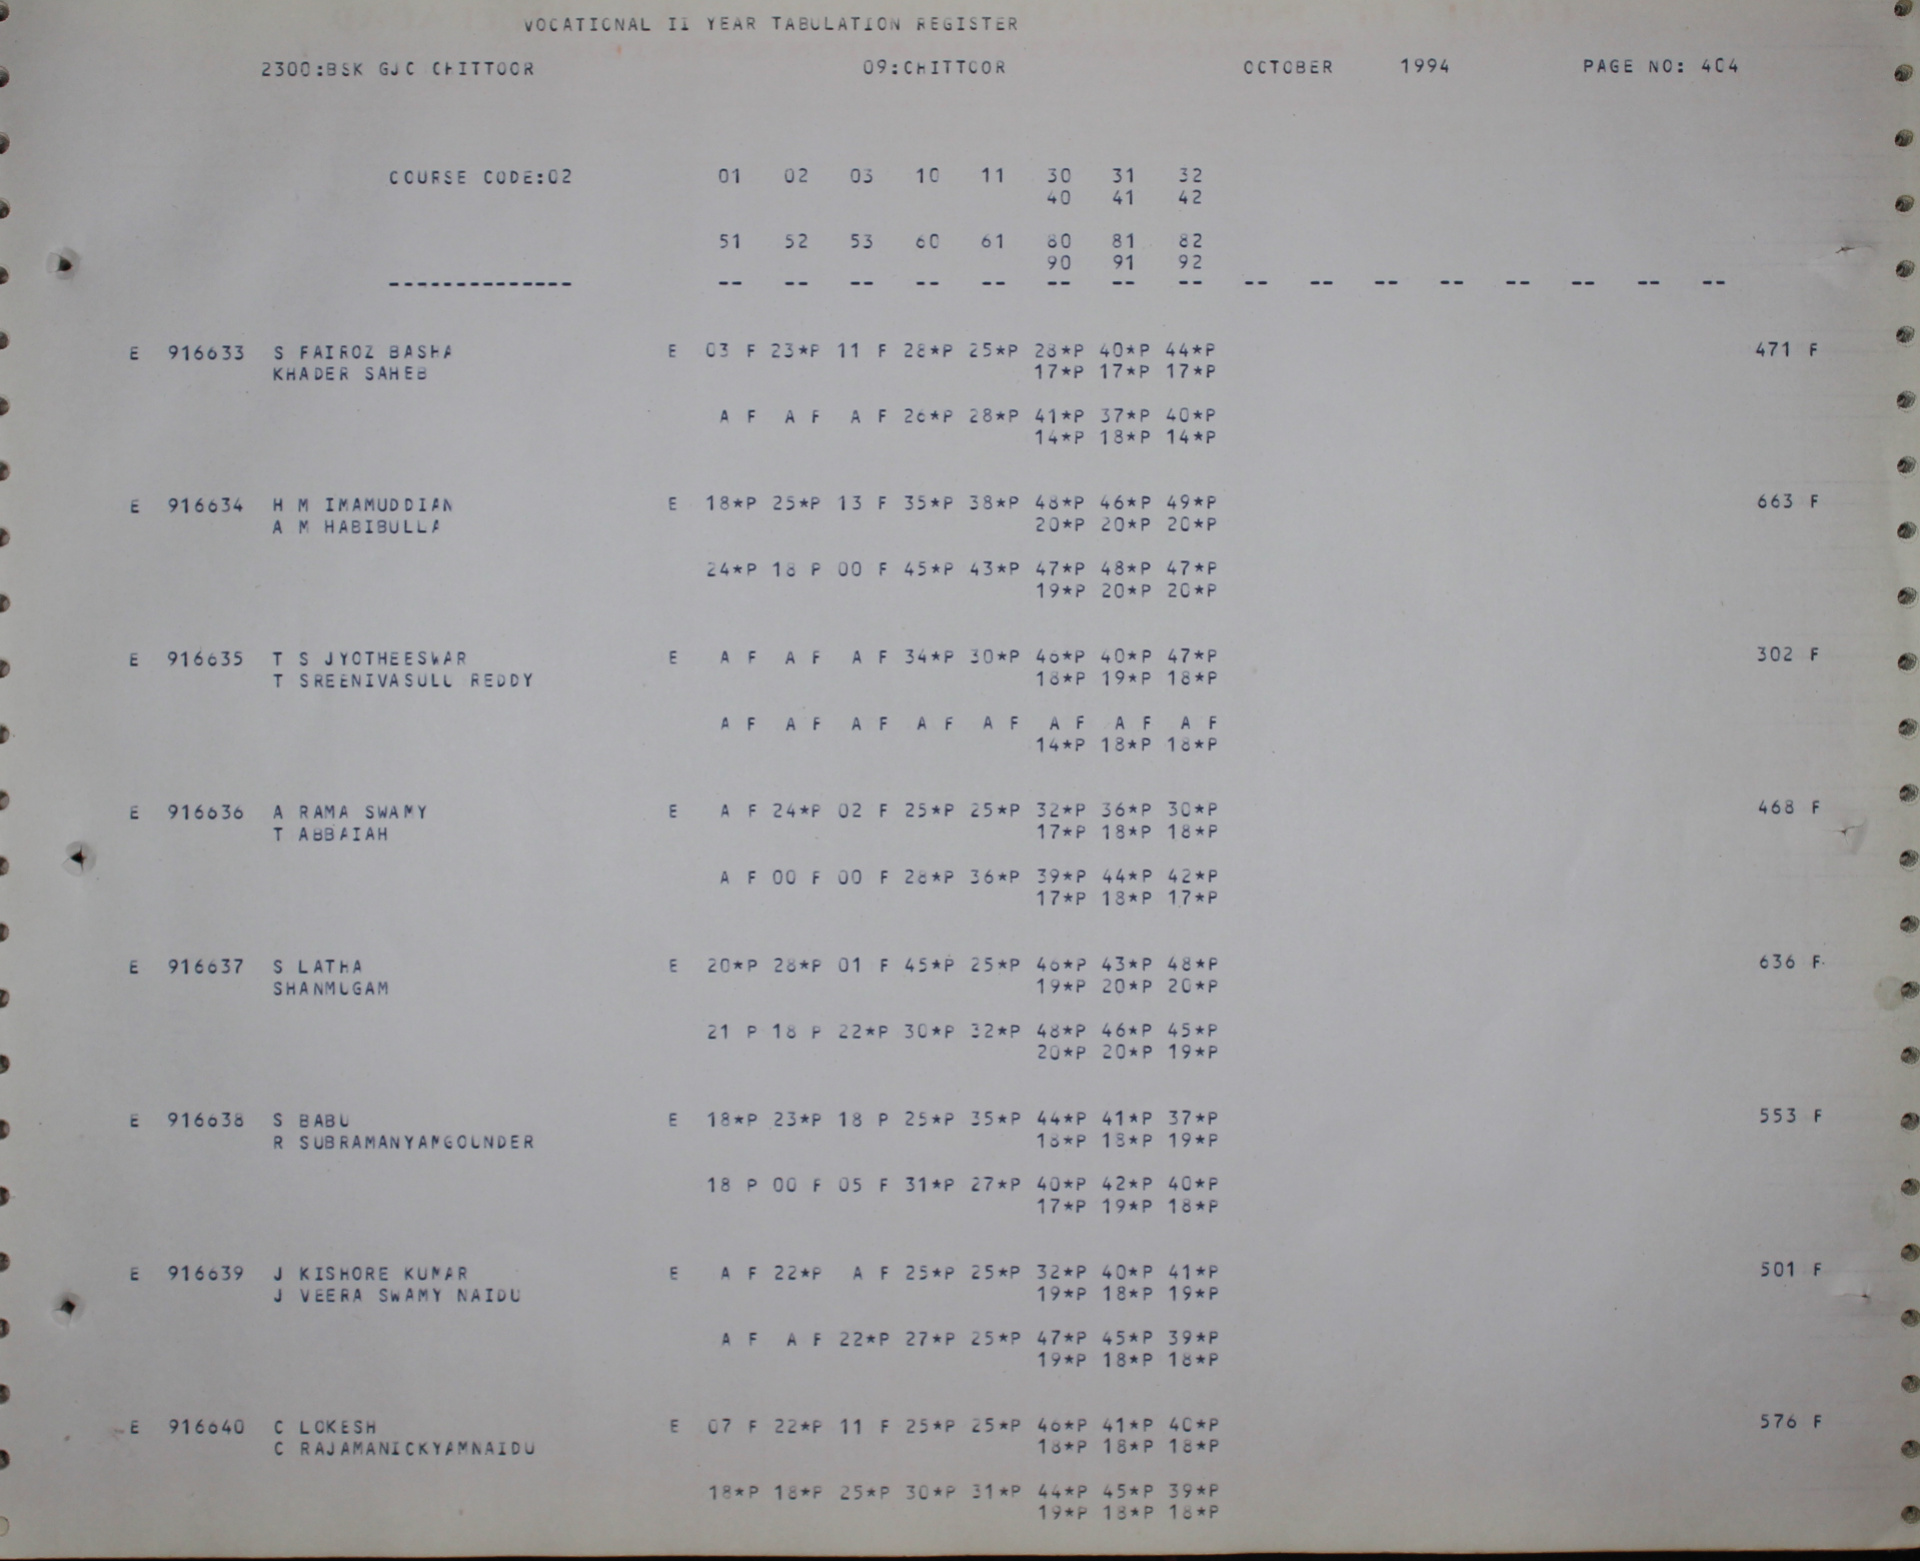 VOCATIONAL II YEAR TABULATION REGISTER
2300:BSK GJC CHITTOOR 09:CHITTOOR OCTOBER 1994 PAGE NO: 404
COURSE CODE:02 01 02 03 10 11 30 31 32
40 41 42
51 52 53 60 61 80 81 82
90 91 92
-------------- -- -- -- -- -- -- -- -- -- -- -- -- -- -- -- --
E 916633 S FAIROZ BASHA E 03 F 23*P 11 F 28*P 25*P 28*P 40*P 44*P 471 F
KHADER SAHEB 17*P 17*P 17*P
A F A F A F 26*P 28*P 41*P 37*P 40*P
14*P 18*P 14*P
E 916634 H M IMAMUDDIAN E 18*P 25*P 13 F 35*P 38*P 48*P 46*P 49*P 663 F
A M HABIBULLA 20*P 20*P 20*P
24*P 18 P 00 F 45*P 43*P 47*P 48*P 47*P
19*P 20*P 20*P
E 916635 T S JYOTHEESWAR E A F A F A F 34*P 30*P 46*P 40*P 47*P 302 F
T SREENIVASULU REDDY 18*P 19*P 18*P
A F A F A F A F A F A F A F A F
14*P 18*P 18*P
E 916636 A RAMA SWAMY E A F 24*P 02 F 25*P 25*P 32*P 36*P 30*P 468 F
T ABBAIAH 17*P 18*P 18*P
A F 00 F 00 F 28*P 36*P 39*P 44*P 42*P
17*P 18*P 17*P
E 916637 S LATHA E 20*P 28*P 01 F 45*P 25*P 46*P 43*P 48*P 636 F
SHANMUGAM 19*P 20*P 20*P
21 P 18 P 22*P 30*P 32*P 48*P 46*P 45*P
20*P 20*P 19*P
E 916638 S BABU E 18*P 23*P 18 P 25*P 35*P 44*P 41*P 37*P 553 F
R SUBRAMANYAMGOUNDER 18*P 18*P 19*P
18 P 00 F 05 F 31*P 27*P 40*P 42*P 40*P
17*P 19*P 18*P
E 916639 J KISHORE KUMAR E A F 22*P A F 25*P 25*P 32*P 40*P 41*P 501 F
J VEERA SWAMY NAIDU 19*P 18*P 19*P
A F A F 22*P 27*P 25*P 47*P 45*P 39*P
19*P 18*P 18*P
E 916640 C LOKESH E 07 F 22*P 11 F 25*P 25*P 46*P 41*P 40*P 576 F
C RAJAMANICKYAMNAIDU 18*P 18*P 18*P
18*P 18*P 25*P 30*P 31*P 44*P 45*P 39*P
19*P 18*P 18*P